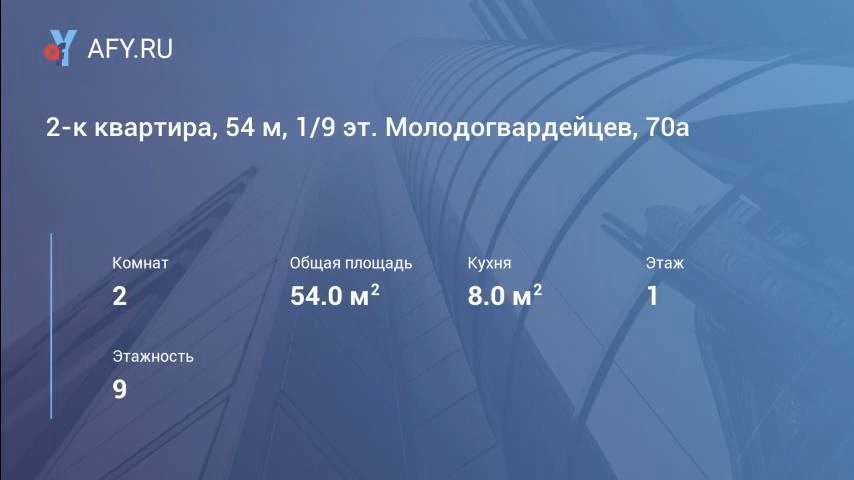 AFY.RU
2-к квартира, 54 м, 1/9 эт. Молодогвардейцев, 70а
Комнат
Общая площадь
Кухня
Этаж
2
54.0 м²
8.0 м²
1
Этажность
9